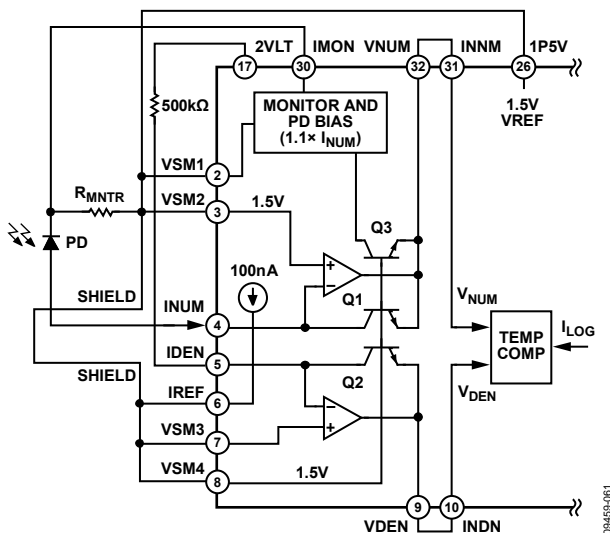 2VLT IMON VNUM INNM 1P5V
17 30 32 31 26
500kΩ
MONITOR AND
PD BIAS
(1.1× INUM)
1.5V
VREF
VSM1
2
RMNTR
VSM2
3
1.5V
Q3
PD
100nA
SHIELD
INUM
4
Q1
VNUM
TEMP
COMP
ILOG
IDEN
5
SHIELD
Q2
VDEN
IREF
6
VSM3
7
VSM4
8
1.5V
9 10
VDEN INDN
09459-061
+
−
−
+